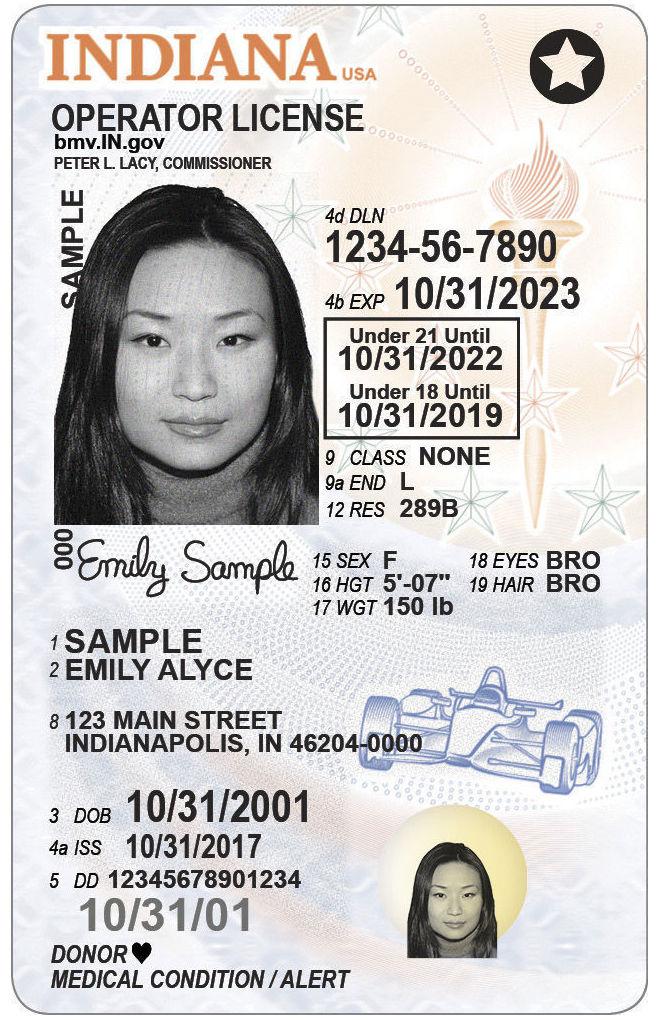 INDIANA USA
OPERATOR LICENSE
bmv.IN.gov
PETER L. LACY, COMMISSIONER
SAMPLE
4d DLN
1234-56-7890
4b EXP 10/31/2023
Under 21 Until
10/31/2022
Under 18 Until
10/31/2019
9 CLASS NONE
9a END L
12 RES 289B
000
Emily Sample
15 SEX F 18 EYES BRO
16 HGT 5'-07" 19 HAIR BRO
17 WGT 150 lb
1 SAMPLE
2 EMILY ALYCE
8 123 MAIN STREET
INDIANAPOLIS, IN 46204-0000
3 DOB 10/31/2001
4a ISS 10/31/2017
5 DD 12345678901234
10/31/01
DONOR ♥
MEDICAL CONDITION / ALERT